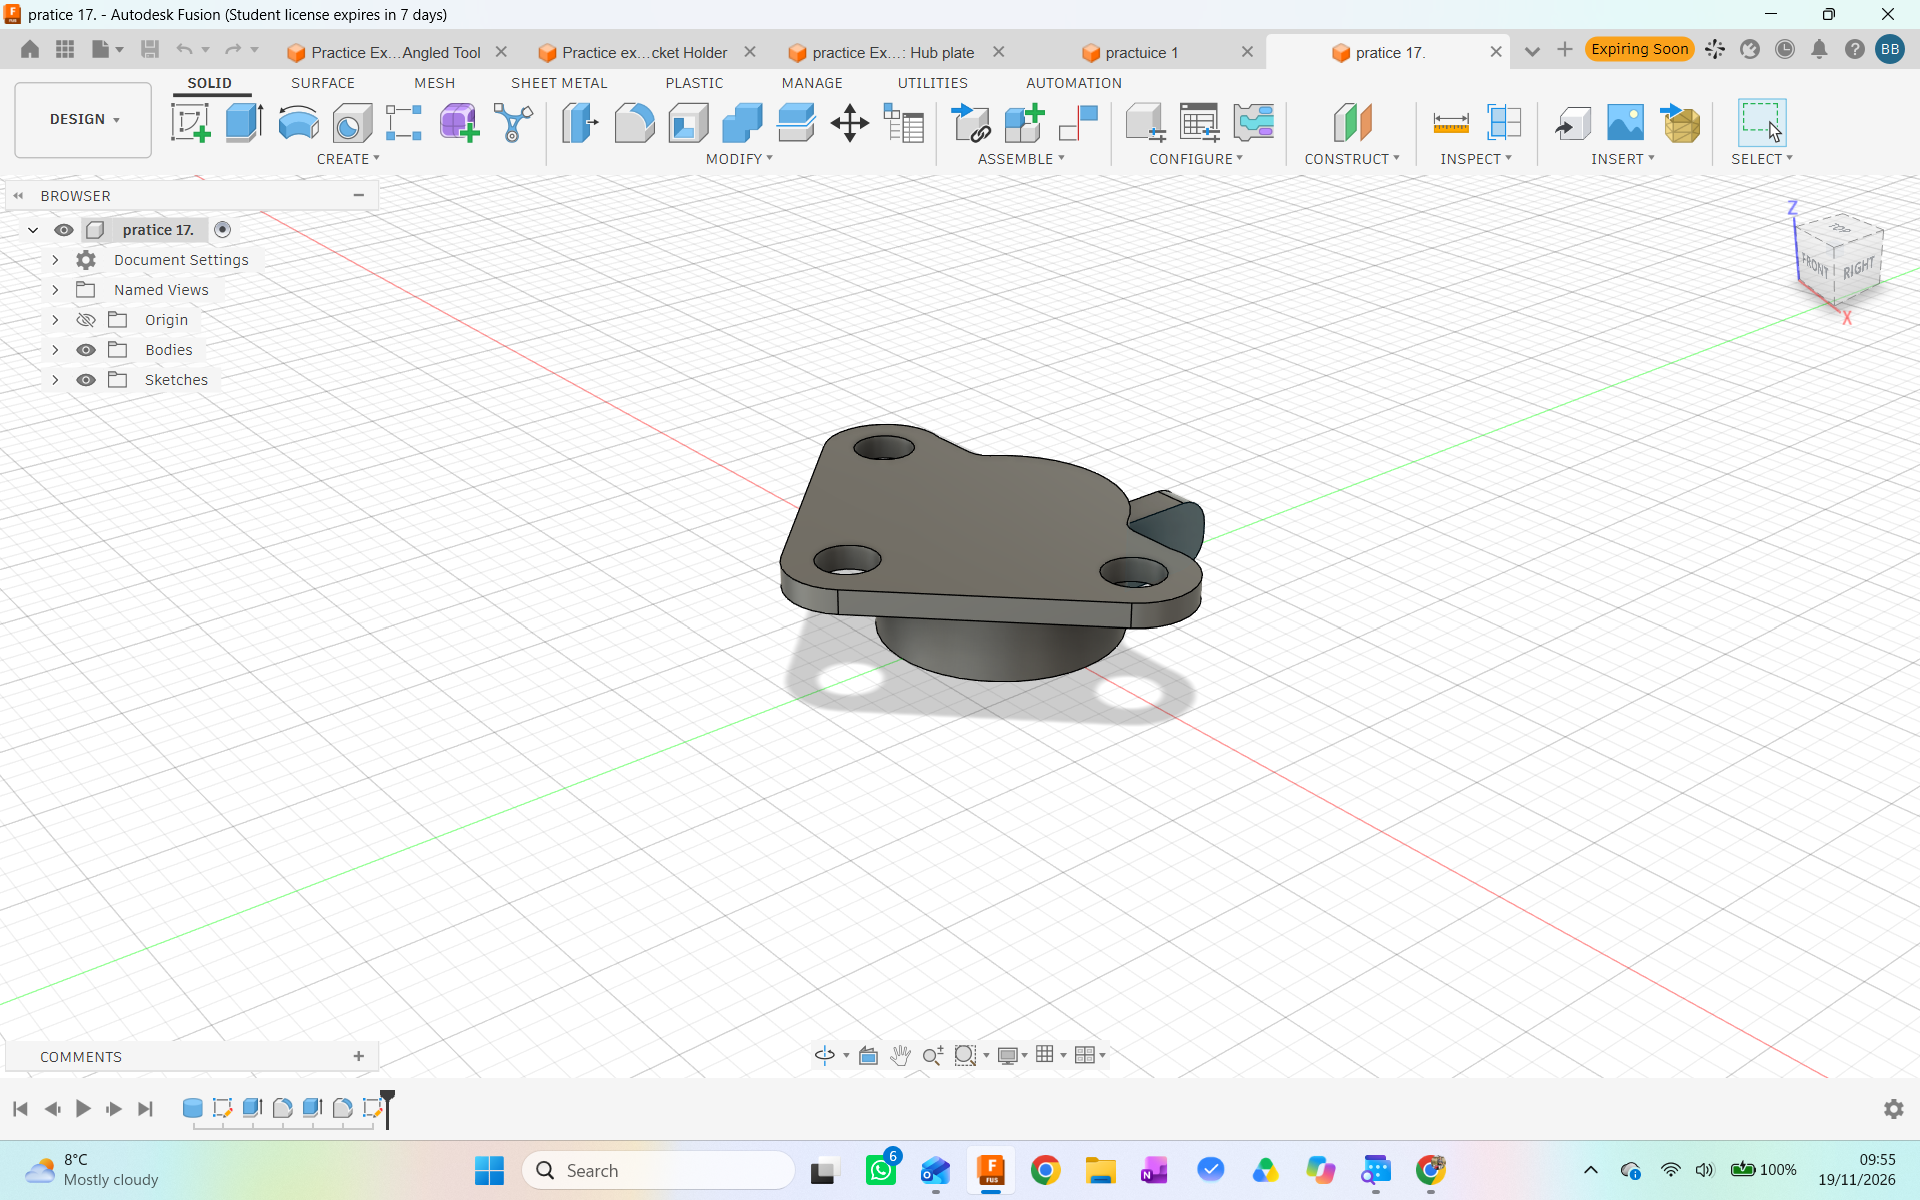 pratice 17. - Autodesk Fusion (Student license expires in 7 days)
Practice Ex...Angled Tool
Practice ex...cket Holder
practice Ex...: Hub plate
practuice 1
pratice 17.
Expiring Soon
BB
SOLID
SURFACE
MESH
SHEET METAL
PLASTIC
MANAGE
UTILITIES
AUTOMATION
DESIGN
CREATE
MODIFY
ASSEMBLE
CONFIGURE
CONSTRUCT
INSPECT
INSERT
SELECT
BROWSER
pratice 17.
Document Settings
Named Views
Origin
Bodies
Sketches
Z
TOP
FRONT
RIGHT
X
COMMENTS
8°C
Mostly cloudy
Search
6
FUS
100%
09:55
19/11/2026